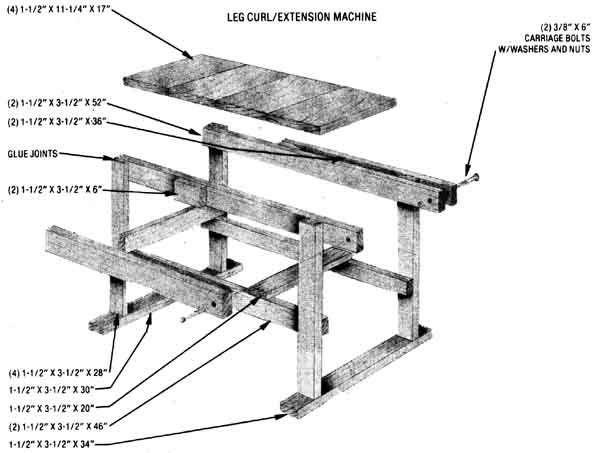 LEG CURL/EXTENSION MACHINE
(4) 1-1/2" X 11-1/4" X 17"
(2) 3/8" X 6"
CARRIAGE BOLTS
W/WASHERS AND NUTS
(2) 1-1/2" X 3-1/2" X 52"
(2) 1-1/2" X 3-1/2" X 36"
GLUE JOINTS
(2) 1-1/2" X 3-1/2" X 6"
(4) 1-1/2" X 3-1/2" X 28"
1-1/2" X 3-1/2" X 30"
1-1/2" X 3-1/2" X 20"
(2) 1-1/2" X 3-1/2" X 46"
1-1/2" X 3-1/2" X 34"